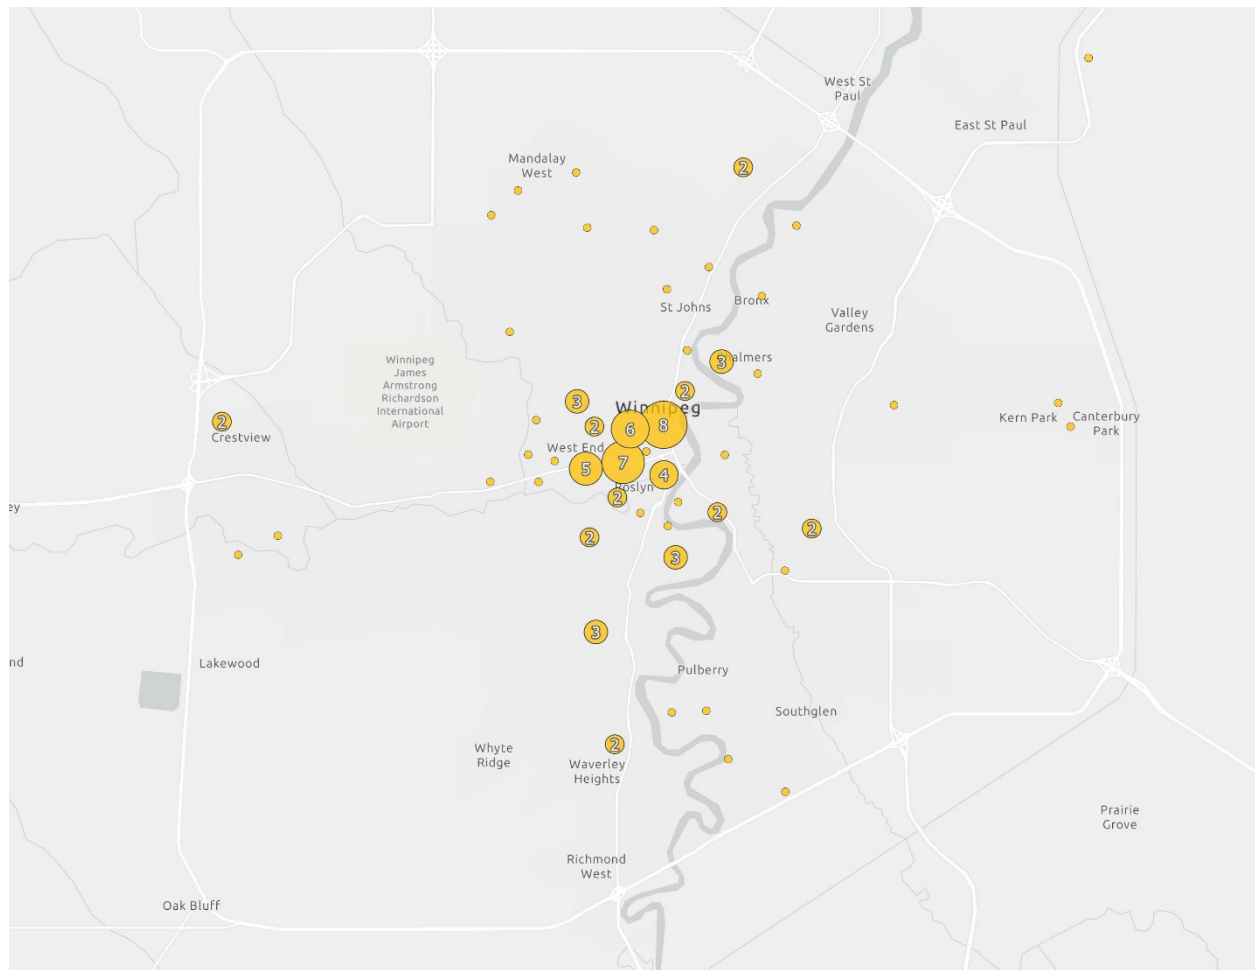 West St
Paul
East St Paul
Mandalay
West
2
St Johns
Bronx
Valley
Gardens
Winnipeg
James
Armstrong
Richardson
International
Airport
3
2
3
Winnipeg
2
Crestview
2
6
8
Kern Park
Canterbury
Park
West End
5
7
4
Roslyn
2
2
2
2
3
3
nd
Lakewood
Pulberry
Southglen
2
Whyte
Ridge
Waverley
Heights
Prairie
Grove
Richmond
West
Oak Bluff